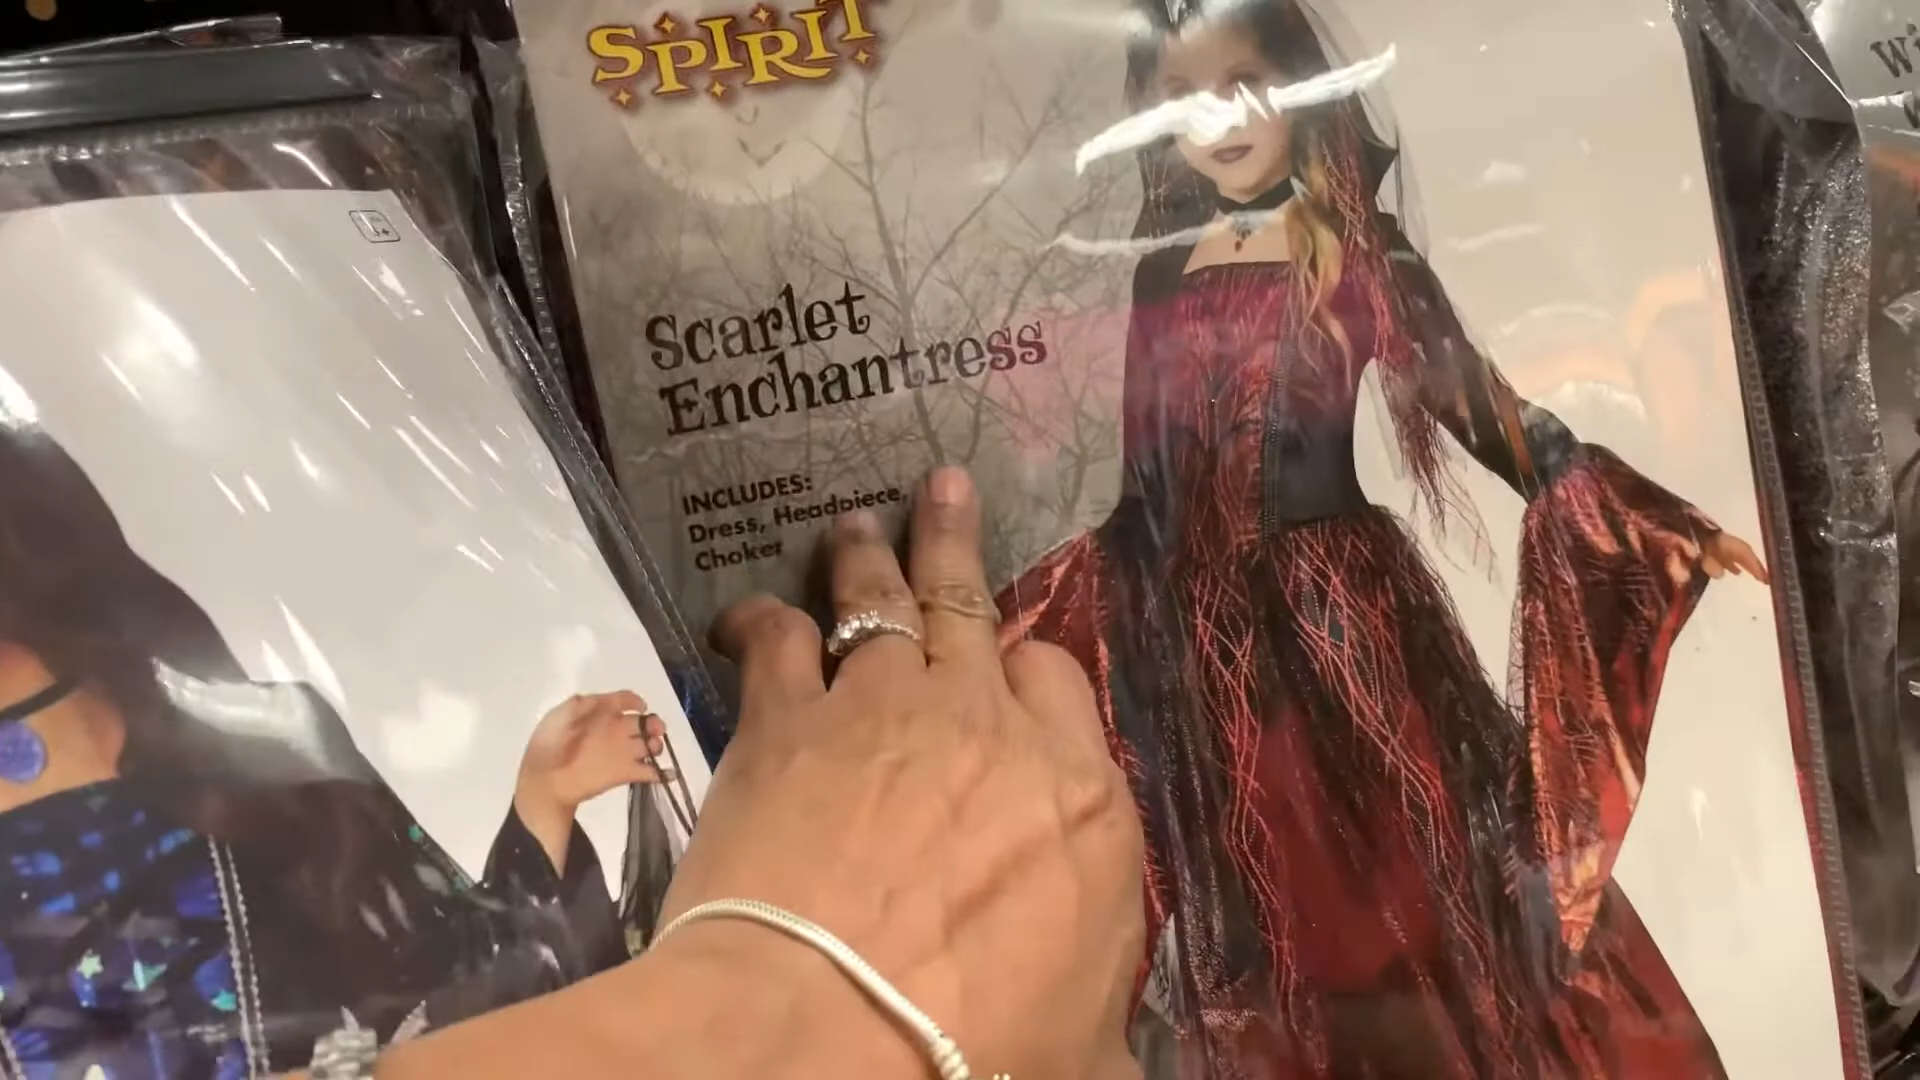 SPIRIT
Scarlet
Enchantress
INCLUDES:
Dress, Headpiece,
Choker